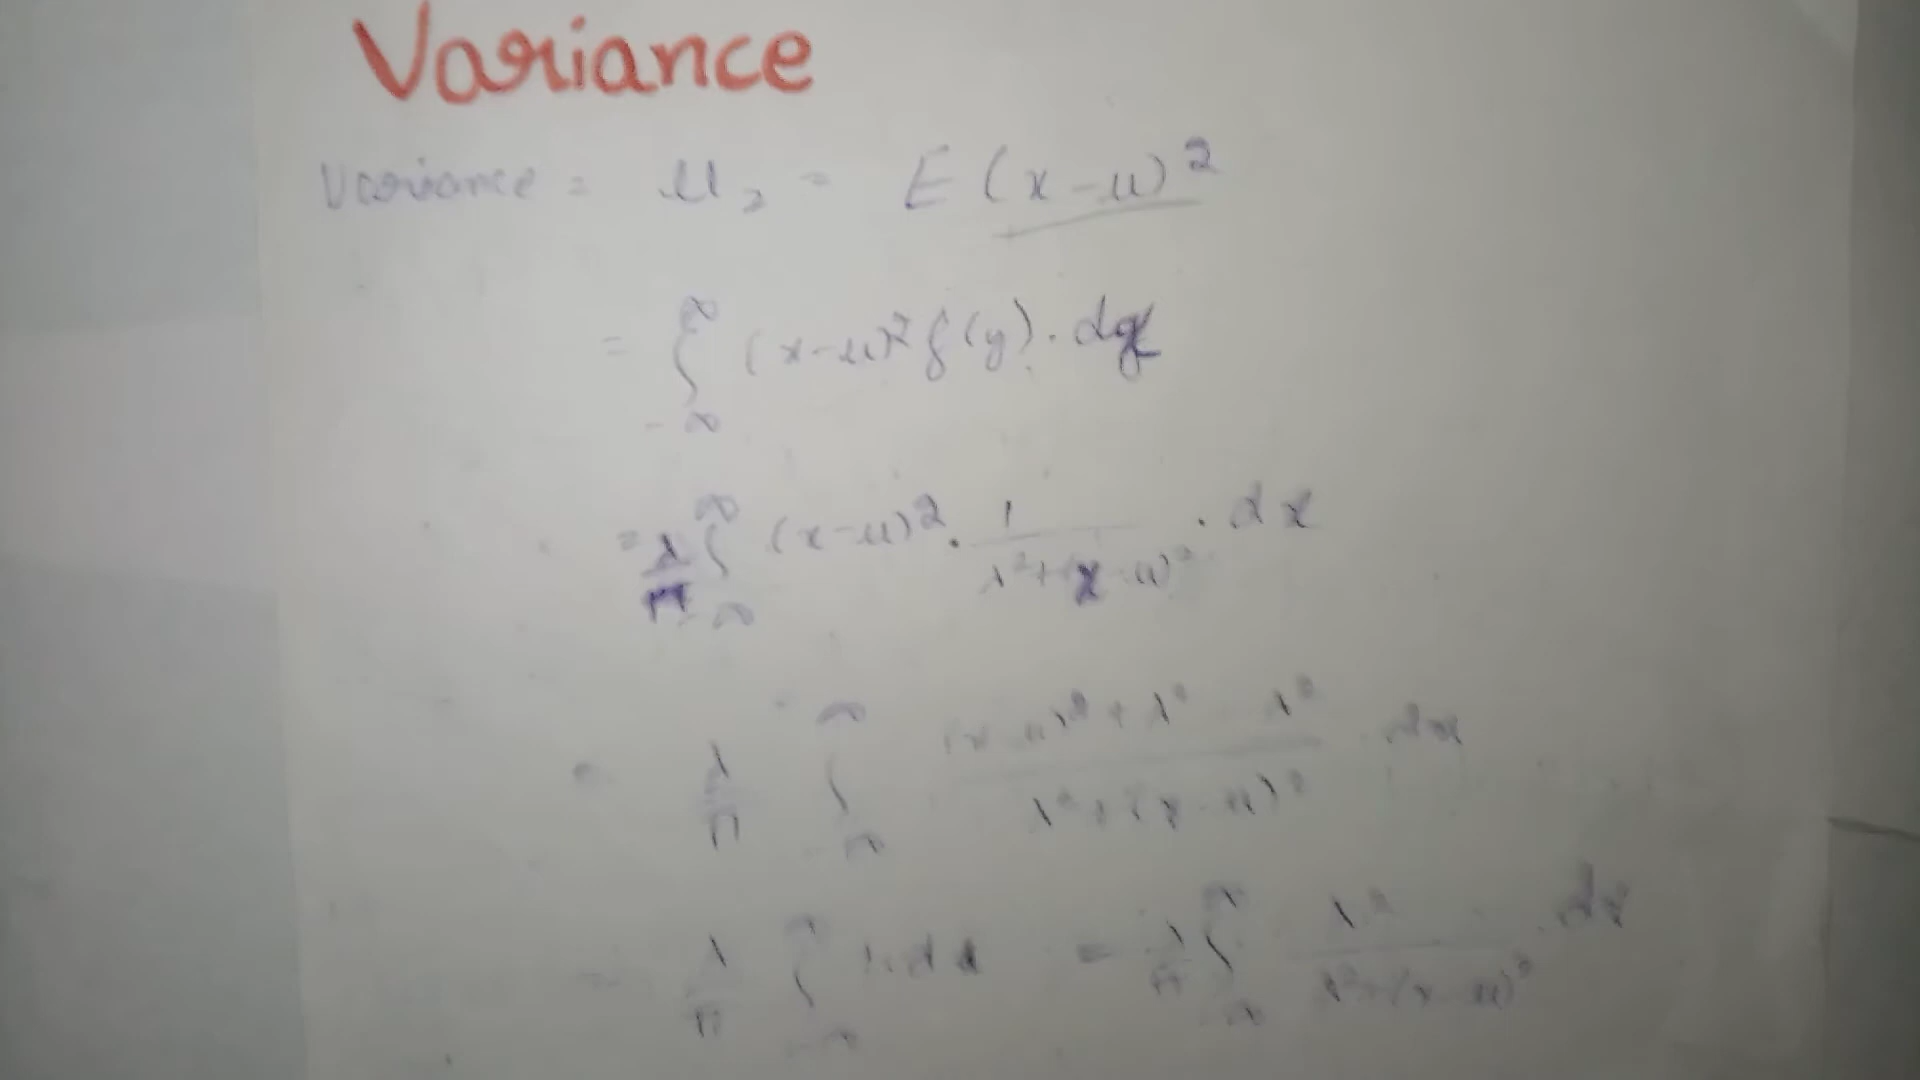 Variance
Variance = μ₂ = E(x-μ)²
= ∫_{-∞}^{∞} (x-μ)² f(y). dx
= λ/π ∫_{-∞}^{∞} (x-μ)². 1/(λ²+(x-μ)²) . dx
= λ/π ∫_{-∞}^{∞} ((x-μ)²+λ²-λ²)/(λ²+(x-μ)²) . dx
= λ/π ∫_{-∞}^{∞} 1.dx = λ/π ∫_{-∞}^{∞} λ²/(λ²+(x-μ)²) . dx